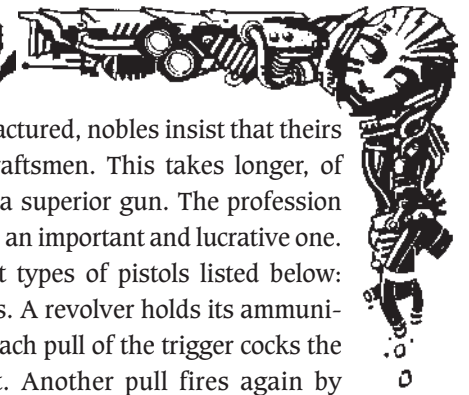 actured, nobles insist that theirs
aftsmen. This takes longer, of
a superior gun. The profession
an important and lucrative one.
t types of pistols listed below:
s. A revolver holds its ammuni-
ach pull of the trigger cocks the
t. Another pull fires again by